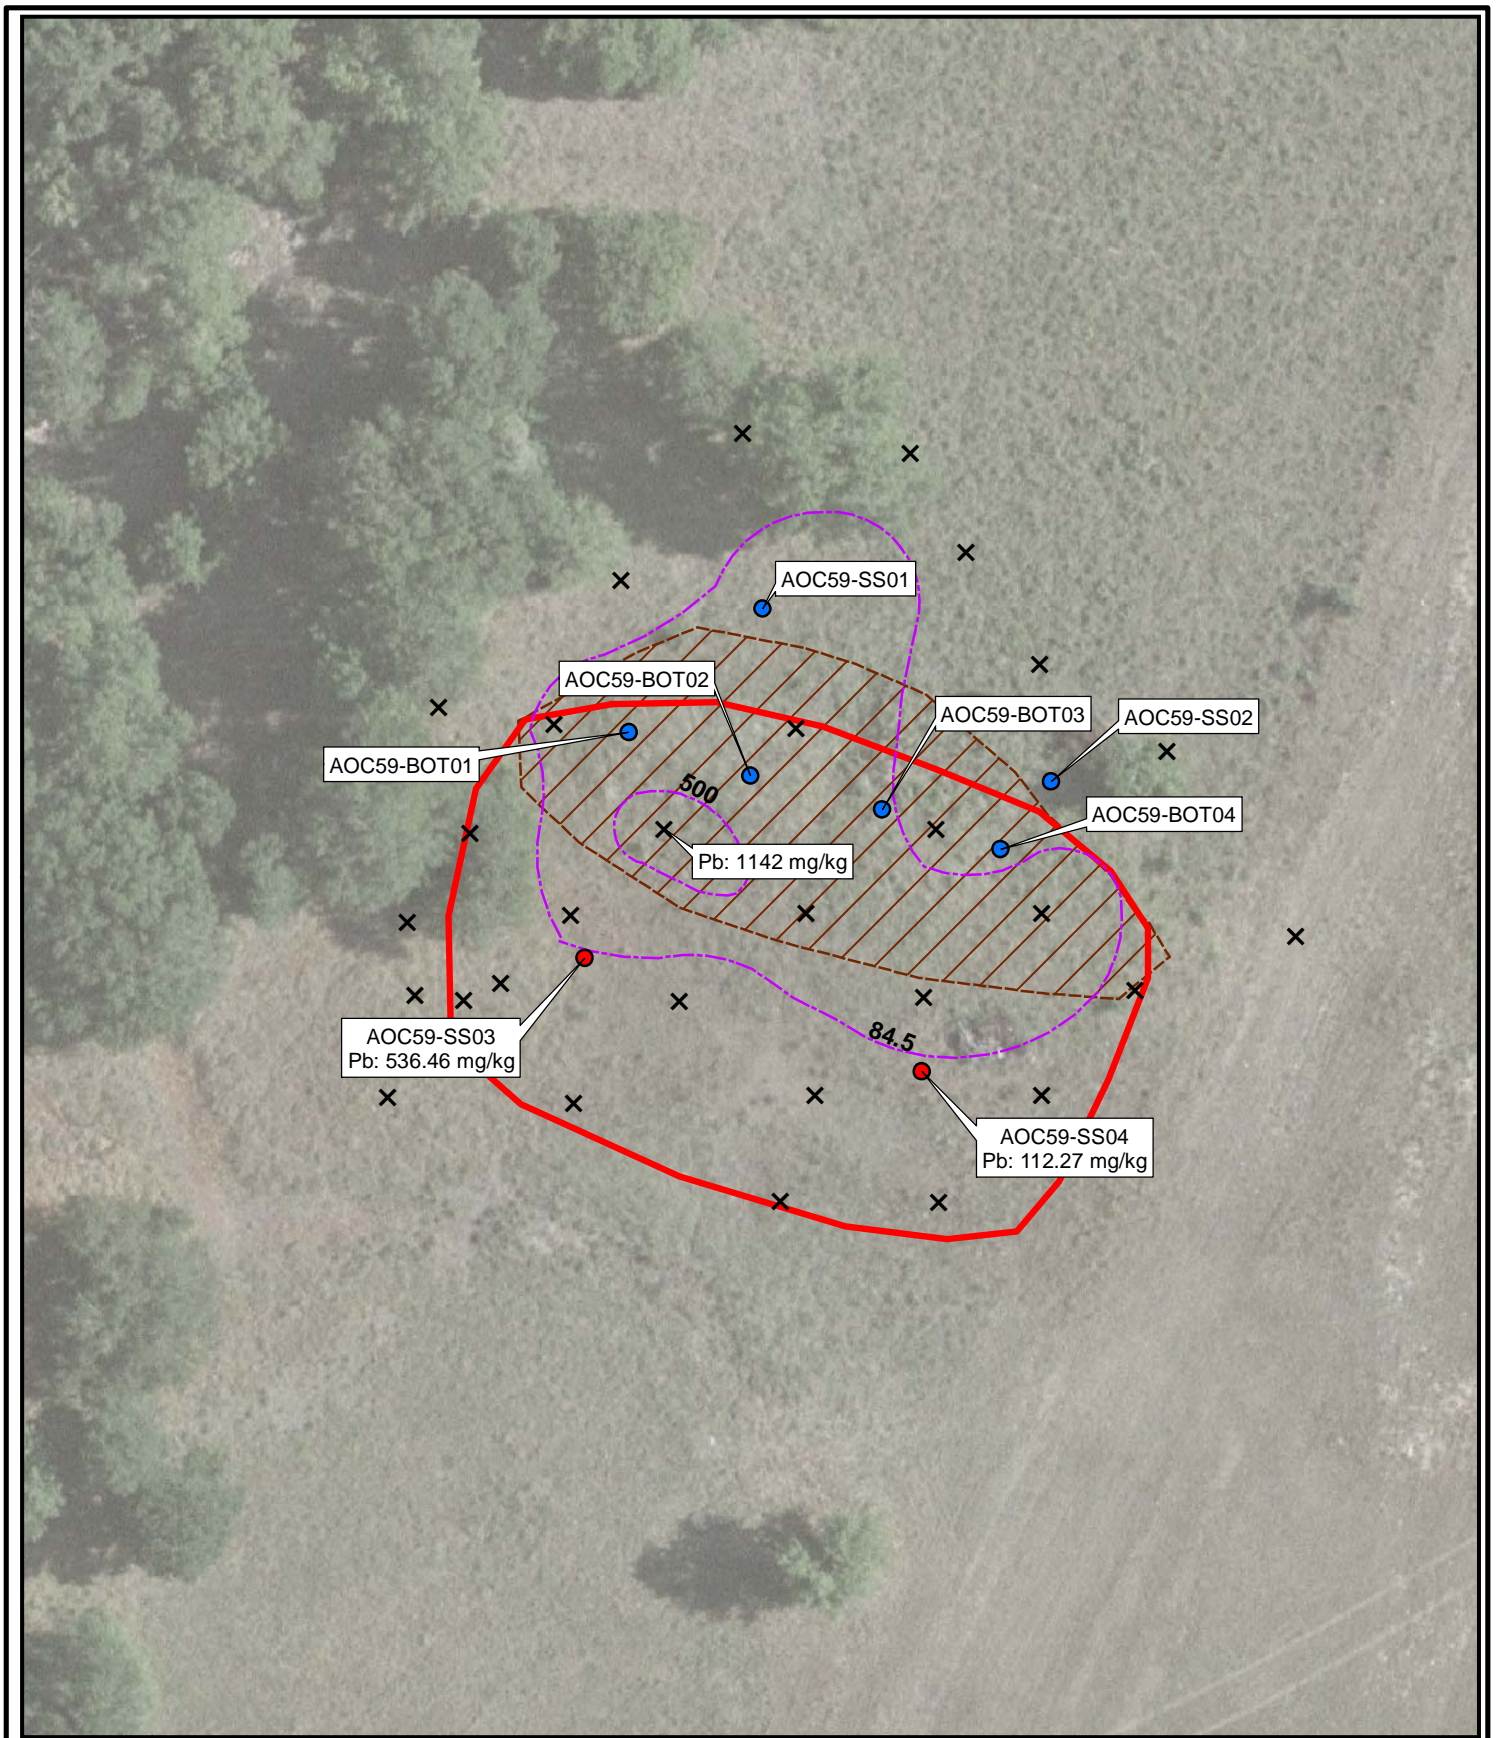 AOC59-SS01
AOC59-BOT02
AOC59-BOT03
AOC59-SS02
AOC59-BOT01
500
AOC59-BOT04
Pb: 1142 mg/kg
84.5
AOC59-SS03
Pb: 536.46 mg/kg
AOC59-SS04
Pb: 112.27 mg/kg